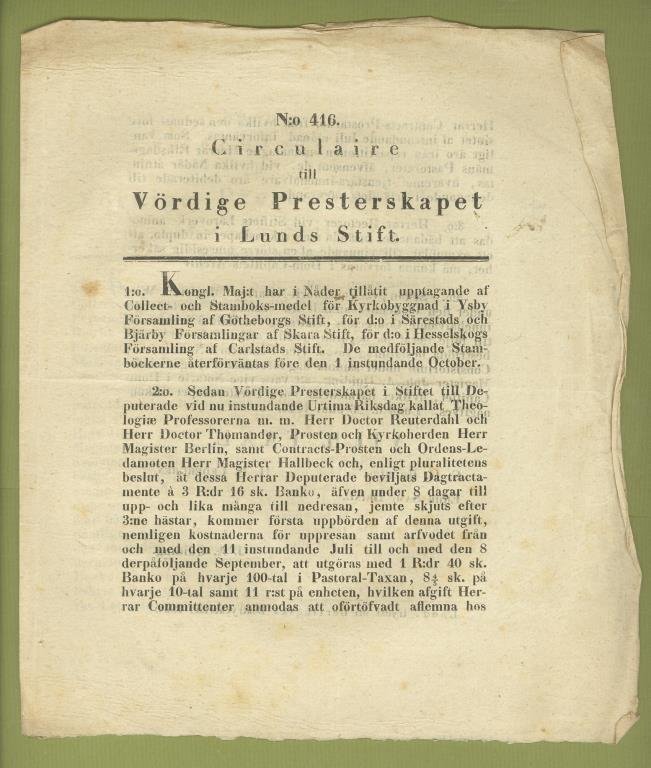 N:o 416.
Circulaire
till
Vördige Presterskapet
i Lunds Stift.
1:o. Kongl. Maj:t har i Nåder tillåtit upptagande af
Collect- och Stamboks-medel för Kyrkobyggnad i Ysby
Församling af Götheborgs Stift, för d:o i Särestads och
Bjärby Församlingar af Skara Stift, för d:o i Hesselskogs
Församling af Carlstads Stift. De medföljande Stam-
böckerne återförväntas före den 1 instundande October.
2:o. Sedan Vördige Presterskapet i Stiftet till De-
puterade vid nu instundande Urtima Riksdag kallat Theo-
logiæ Professorerna m. m. Herr Doctor Reuterdahl och
Herr Doctor Thomander, Prosten och Kyrkoherden Herr
Magister Berlin, samt Contracts-Prosten och Ordens-Le-
damoten Herr Magister Hallbeck och, enligt pluralitetens
beslut, åt dessa Herrar Deputerade beviljats Dagtracta-
mente à 3 R:dr 16 sk. Banko, äfven under 8 dagar till
upp- och lika många till nedresan, jemte skjuts efter
3:ne hästar, kommer första uppbörden af denna utgift,
nemligen kostnaderna för uppresan samt arfvodet från
och med den 11 instundande Juli till och med den 8
derpåföljande September, att utgöras med 1 R:dr 40 sk.
Banko på hvarje 100-tal i Pastoral-Taxan, sk. på
hvarje 10-tal samt 11 r:st på enheten, hvilken afgift Her-
rar Committenter anmodas att oförtöfvadt aflemna hos